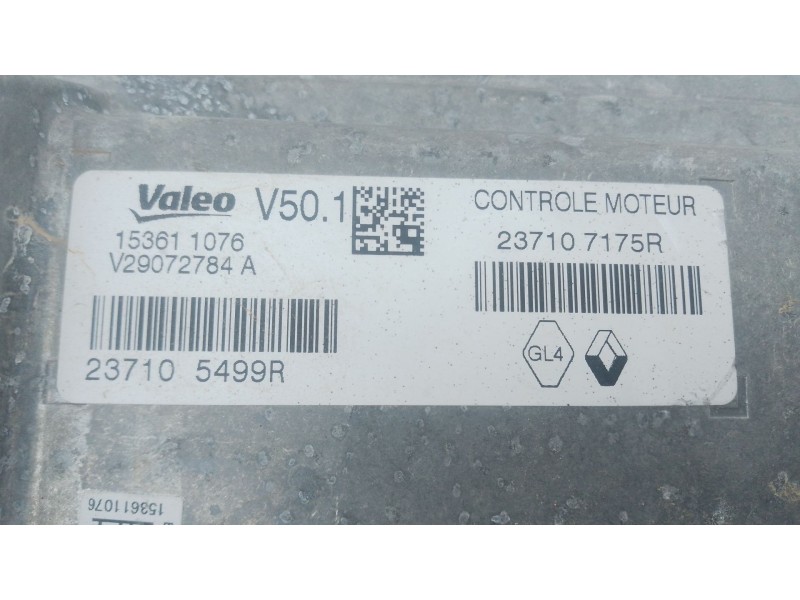 Valeo V50.1
15361 1076
V29072784 A
23710 5499R
CONTROLE MOTEUR
23710 7175R
GL4
153611076